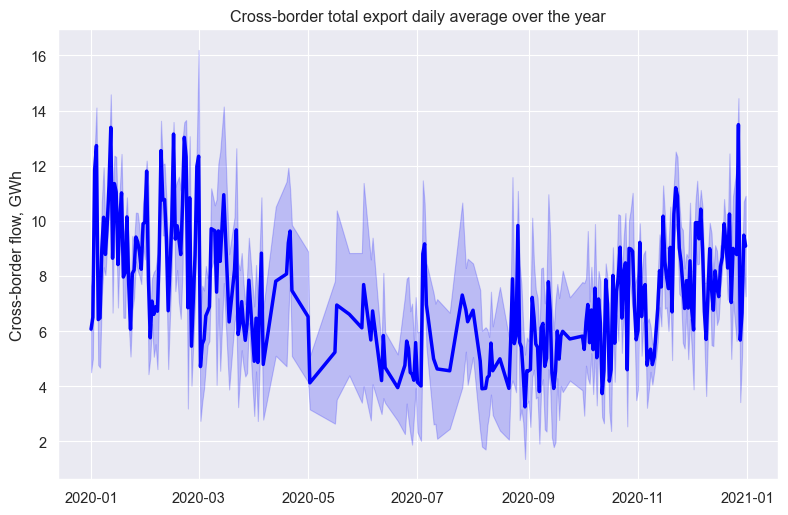 Cross-border total export daily average over the year
Cross-border flow, GWh
16
14
12
10
8
6
4
2
2020-01 2020-03 2020-05 2020-07 2020-09 2020-11 2021-01